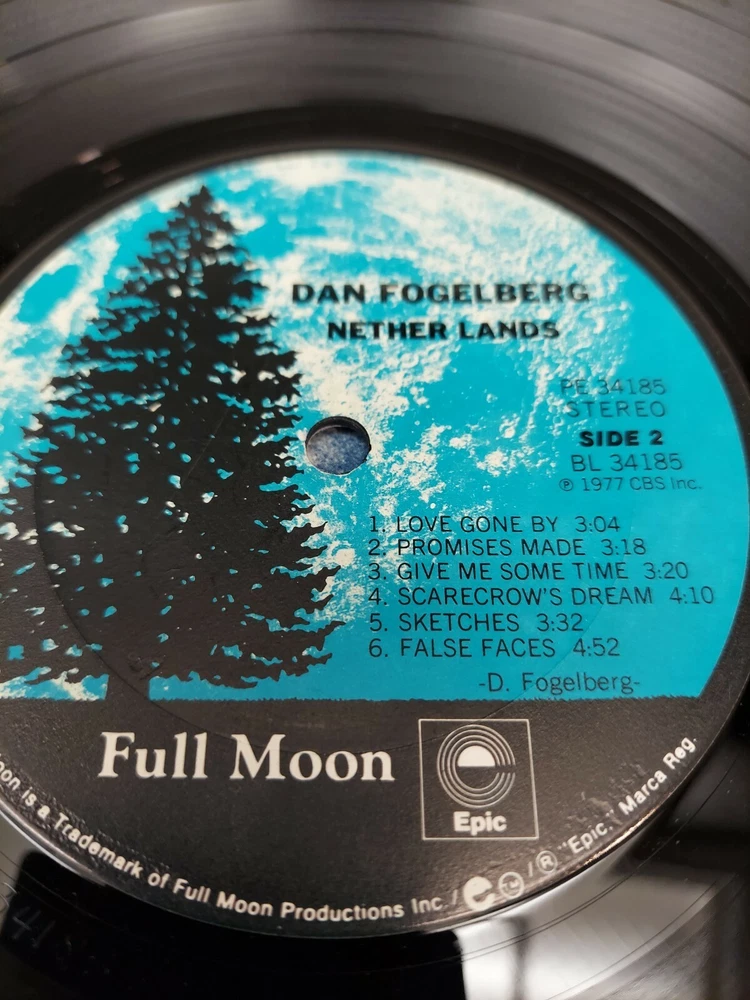 DAN FOGELBERG
NETHER LANDS
PE 34185
STEREO
SIDE 2
BL 34185
℗ 1977 CBS Inc.
1. LOVE GONE BY 3:04
2. PROMISES MADE 3:18
3. GIVE ME SOME TIME 3:20
4. SCARECROW'S DREAM 4:10
5. SKETCHES 3:32
6. FALSE FACES 4:52
-D. Fogelberg-
Full Moon
Epic
oon is a Trademark of Full Moon Productions Inc. / e ™ / ® "Epic," Marca Reg.